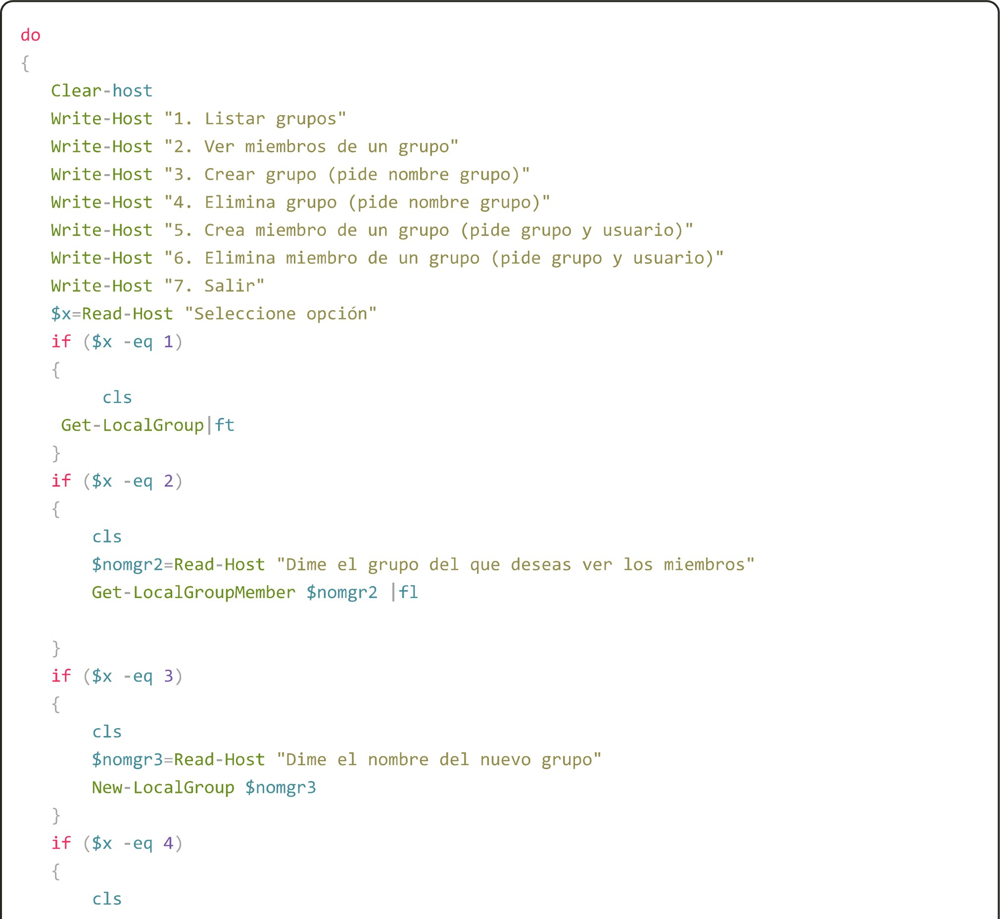 do
{
   Clear-host
   Write-Host "1. Listar grupos"
   Write-Host "2. Ver miembros de un grupo"
   Write-Host "3. Crear grupo (pide nombre grupo)"
   Write-Host "4. Elimina grupo (pide nombre grupo)"
   Write-Host "5. Crea miembro de un grupo (pide grupo y usuario)"
   Write-Host "6. Elimina miembro de un grupo (pide grupo y usuario)"
   Write-Host "7. Salir"
   $x=Read-Host "Seleccione opción"
   if ($x -eq 1)
   {
        cls
    Get-LocalGroup|ft
   }
   if ($x -eq 2)
   {
       cls
       $nomgr2=Read-Host "Dime el grupo del que deseas ver los miembros"
       Get-LocalGroupMember $nomgr2 |fl

   }
   if ($x -eq 3)
   {
       cls
       $nomgr3=Read-Host "Dime el nombre del nuevo grupo"
       New-LocalGroup $nomgr3
   }
   if ($x -eq 4)
   {
       cls